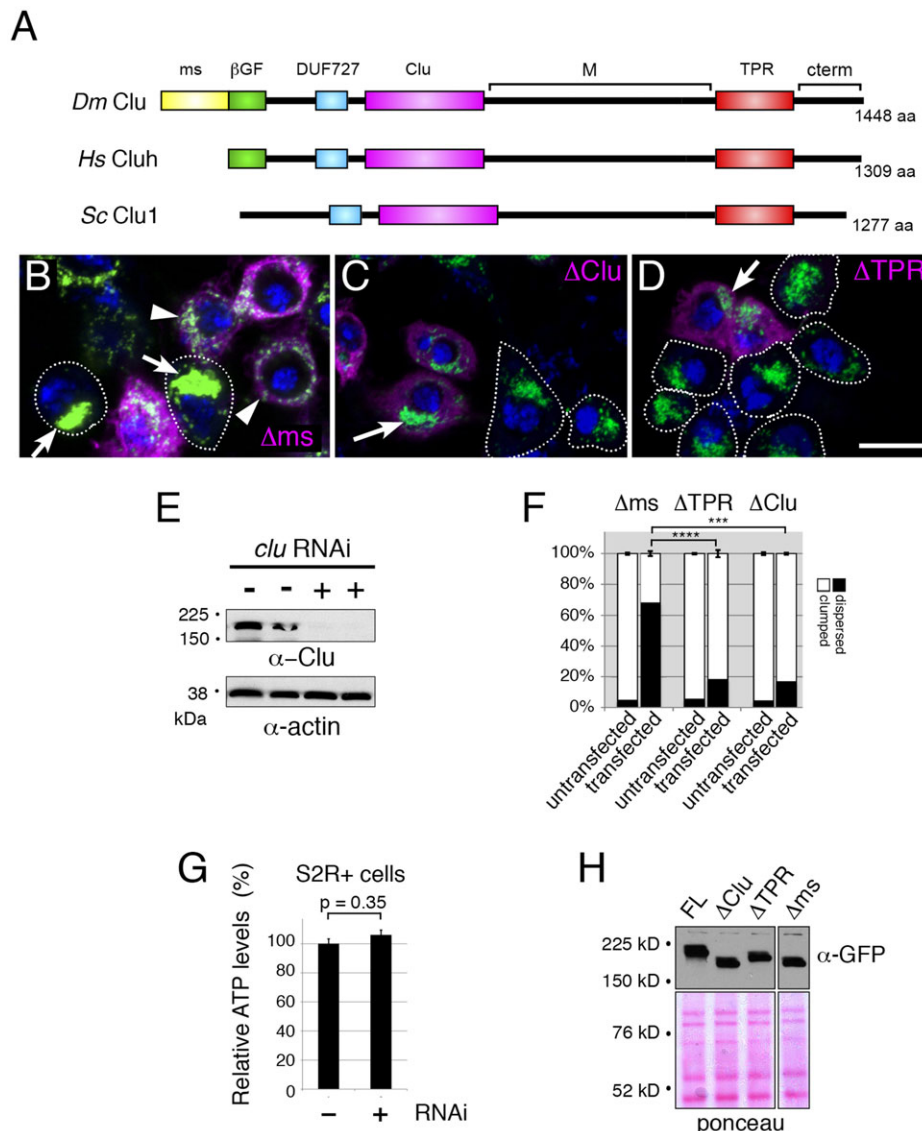 A
ms βGF DUF727 Clu M TPR cterm
Dm Clu
1448 aa
Hs Cluh
1309 aa
Sc Clu1
1277 aa
B
Δms
C
ΔClu
D
ΔTPR
E
clu RNAi
- - + +
225
150
α–Clu
38
kDa
α-actin
F
Δms ΔTPR ΔClu
***
****
100%
80%
60%
40%
20%
0%
untransfected
transfected
untransfected
transfected
untransfected
transfected
clumped
dispersed
G
S2R+ cells
p = 0.35
Relative ATP levels (%)
100
80
60
40
20
0
– + RNAi
H
FL ΔClu ΔTPR Δms
225 kD
150 kD
α-GFP
76 kD
52 kD
ponceau